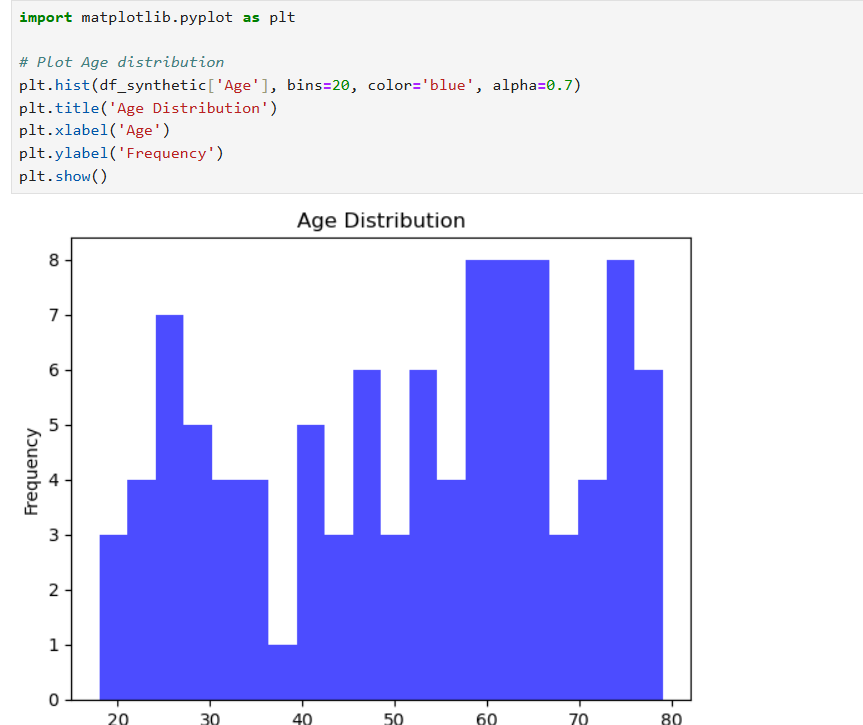 import matplotlib.pyplot as plt
# Plot Age distribution
plt.hist(df_synthetic['Age'], bins=20, color='blue', alpha=0.7)
plt.title('Age Distribution')
plt.xlabel('Age')
plt.ylabel('Frequency')
plt.show()
Age Distribution
8
7
6
5
4
3
2
1
0
Frequency
20 30 40 50 60 70 80